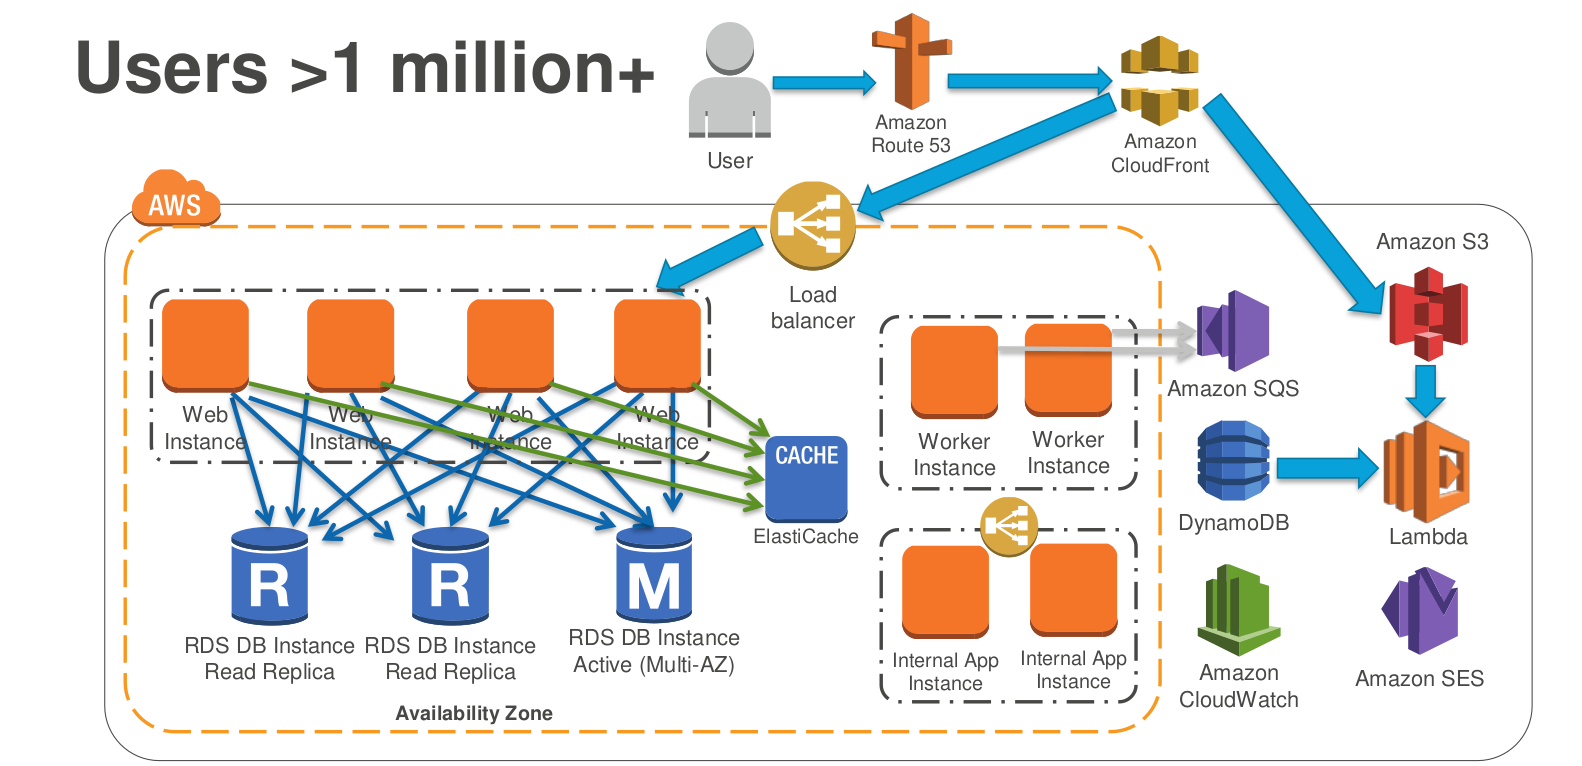 Users >1 million+
User
Amazon
Route 53
Amazon
CloudFront
AWS
Load
balancer
Amazon S3
Web
Instance
Web
Instance
Web
Instance
Web
Instance
CACHE
ElastiCache
Worker
Instance
Worker
Instance
Amazon SQS
DynamoDB
Lambda
R
RDS DB Instance
Read Replica
R
RDS DB Instance
Read Replica
M
RDS DB Instance
Active (Multi-AZ)
Internal App
Instance
Internal App
Instance
Amazon
CloudWatch
Amazon SES
Availability Zone